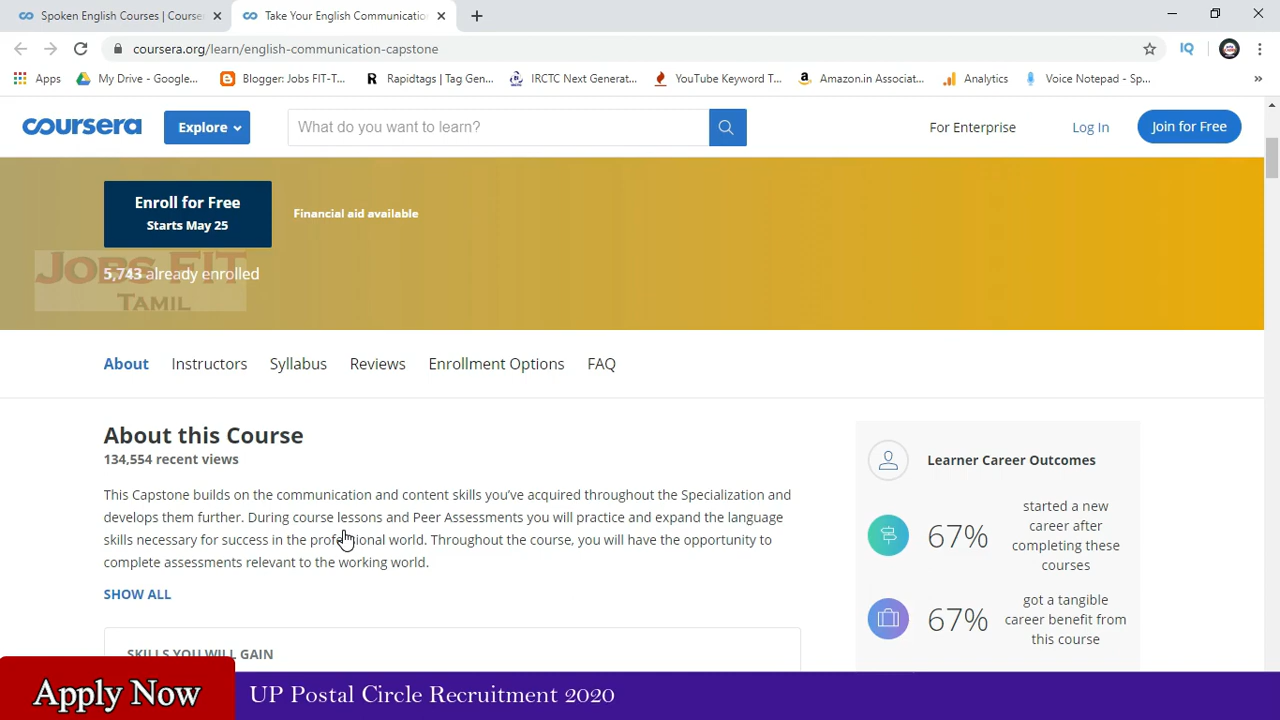 Spoken English Courses | Course
Take Your English Communication
coursera.org/learn/english-communication-capstone
IQ
Apps
My Drive - Google...
Blogger: Jobs FIT-T...
Rapidtags | Tag Gen...
IRCTC Next Generat...
YouTube Keyword T...
Amazon.in Associat...
Analytics
Voice Notepad - Sp...
»
coursera
Explore
What do you want to learn?
For Enterprise
Log In
Join for Free
Enroll for Free
Starts May 25
Financial aid available
JOBS FIT
TAMIL
5,743 already enrolled
About
Instructors
Syllabus
Reviews
Enrollment Options
FAQ
About this Course
134,554 recent views
This Capstone builds on the communication and content skills you've acquired throughout the Specialization and
develops them further. During course lessons and Peer Assessments you will practice and expand the language
skills necessary for success in the professional world. Throughout the course, you will have the opportunity to
complete assessments relevant to the working world.
SHOW ALL
SKILLS YOU WILL GAIN
Learner Career Outcomes
67%
started a new
career after
completing these
courses
67%
got a tangible
career benefit from
this course
Apply Now
UP Postal Circle Recruitment 2020